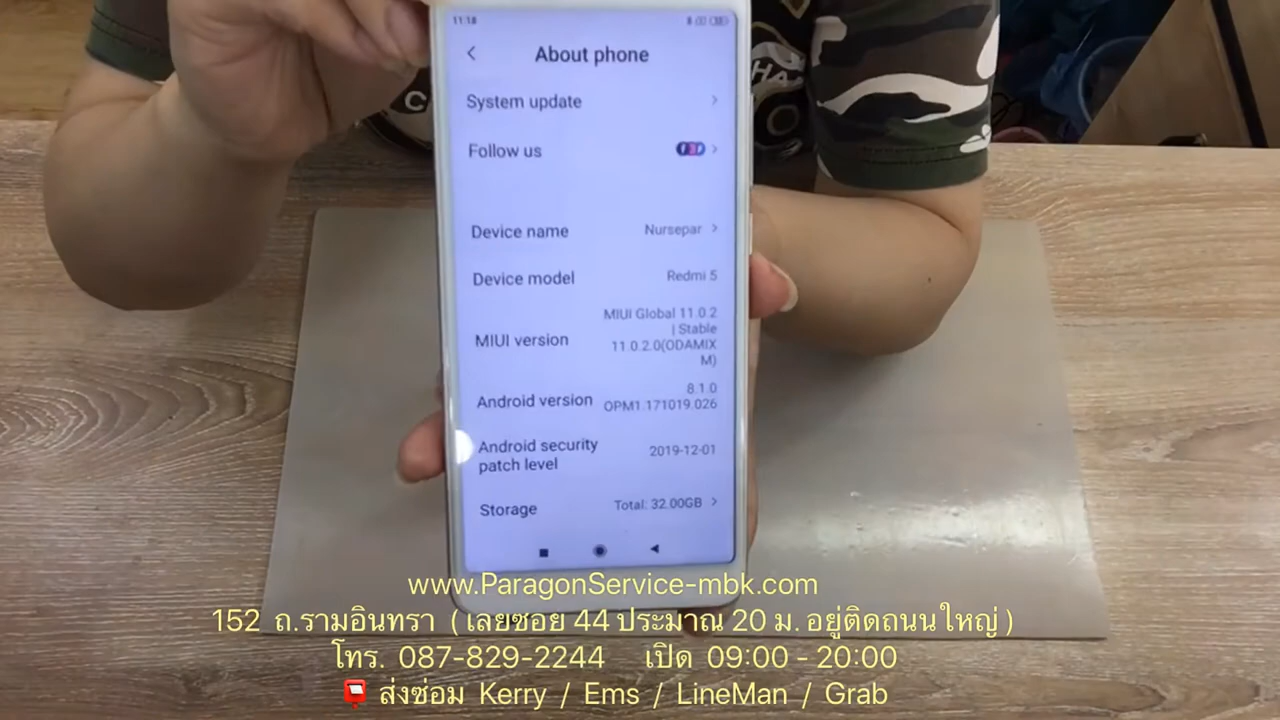 11:18
About phone
System update
Follow us
Device name Nursepar
Device model Redmi 5
MIUI version MIUI Global 11.0.2
| Stable
11.0.2.0(ODAMIX
M)
Android version 8.1.0
OPM1.171019.026
Android security
patch level 2019-12-01
Storage Total: 32.00GB
www.ParagonService-mbk.com
152 ถ.รามอินทรา ( เลยซอย 44 ประมาณ 20 ม. อยู่ติดถนนใหญ่ )
โทร. 087-829-2244 เปิด 09:00 - 20:00
ส่งซ่อม Kerry / Ems / LineMan / Grab